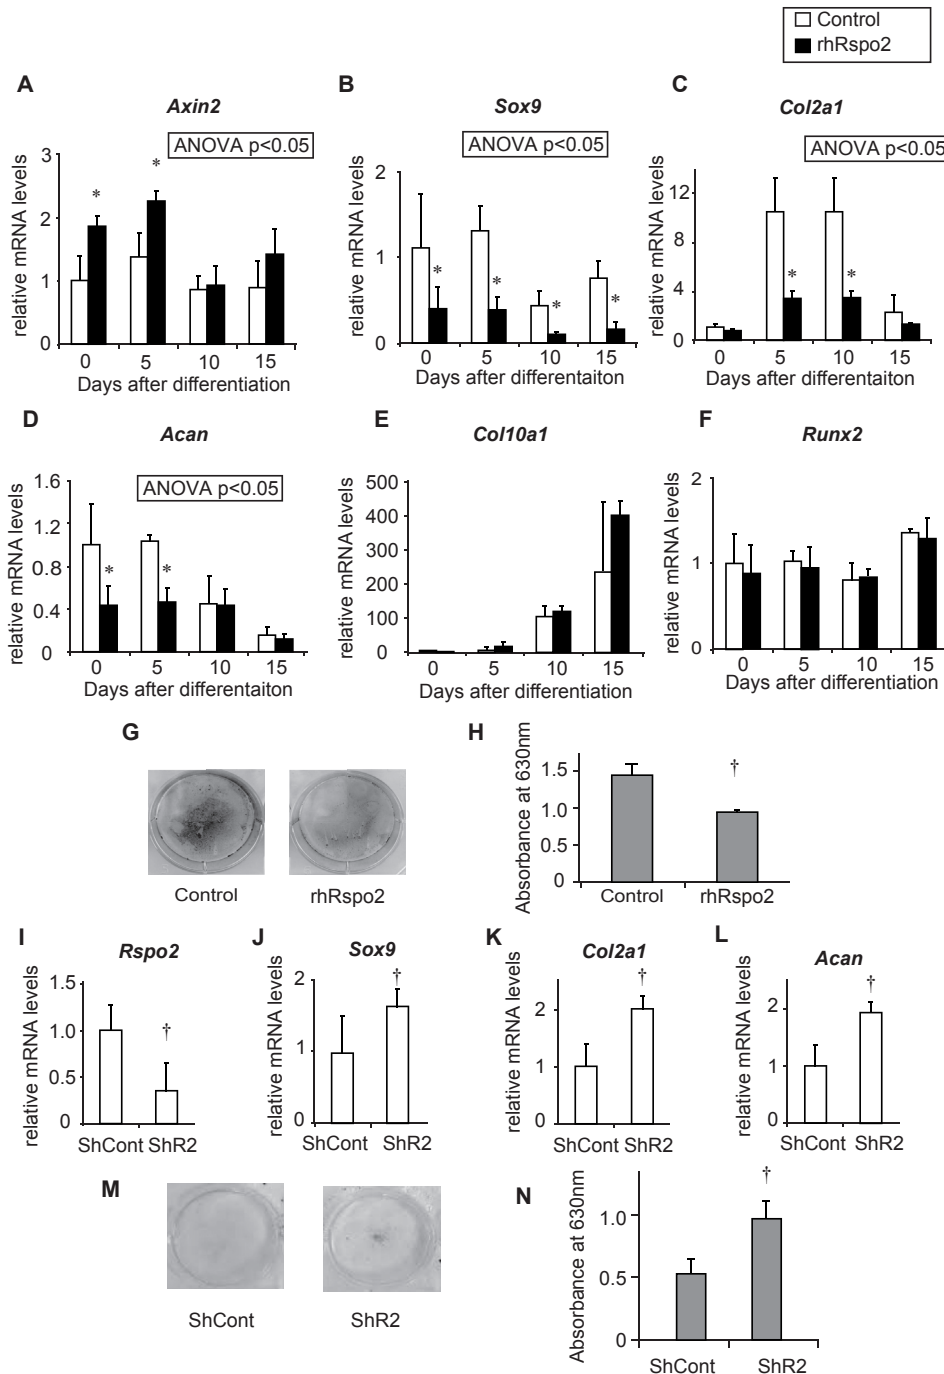 Control
rhRspo2
A
Axin2
ANOVA p<0.05
relative mRNA levels
3
2
1
0
*
*
0 5 10 15
Days after differentiation
B
Sox9
ANOVA p<0.05
relative mRNA levels
2
1
0
*
*
*
*
0 5 10 15
Days after differentiaiton
C
Col2a1
ANOVA p<0.05
relative mRNA levels
12
8
4
0
*
*
0 5 10 15
Days after differentiaiton
D
Acan
ANOVA p<0.05
relative mRNA levels
1.6
1.2
0.8
0.4
0
*
*
0 5 10 15
Days after differentiaiton
E
Col10a1
relative mRNA levels
500
400
300
200
100
0
0 5 10 15
Days after differentiaiton
F
Runx2
relative mRNA levels
2
1
0
0 5 10 15
Days after differentiaiton
G
Control
rhRspo2
H
Absorbance at 630nm
1.5
1.0
0.5
0
†
Control rhRspo2
I
Rspo2
relative mRNA levels
1.5
1.0
0.5
0
†
ShCont ShR2
J
Sox9
relative mRNA levels
2
1
0
†
ShCont ShR2
K
Col2a1
relative mRNA levels
2
1
0
†
ShCont ShR2
L
Acan
relative mRNA levels
2
1
0
†
ShCont ShR2
M
ShCont
ShR2
N
Absorbance at 630nm
1.0
0.5
0
†
ShCont ShR2